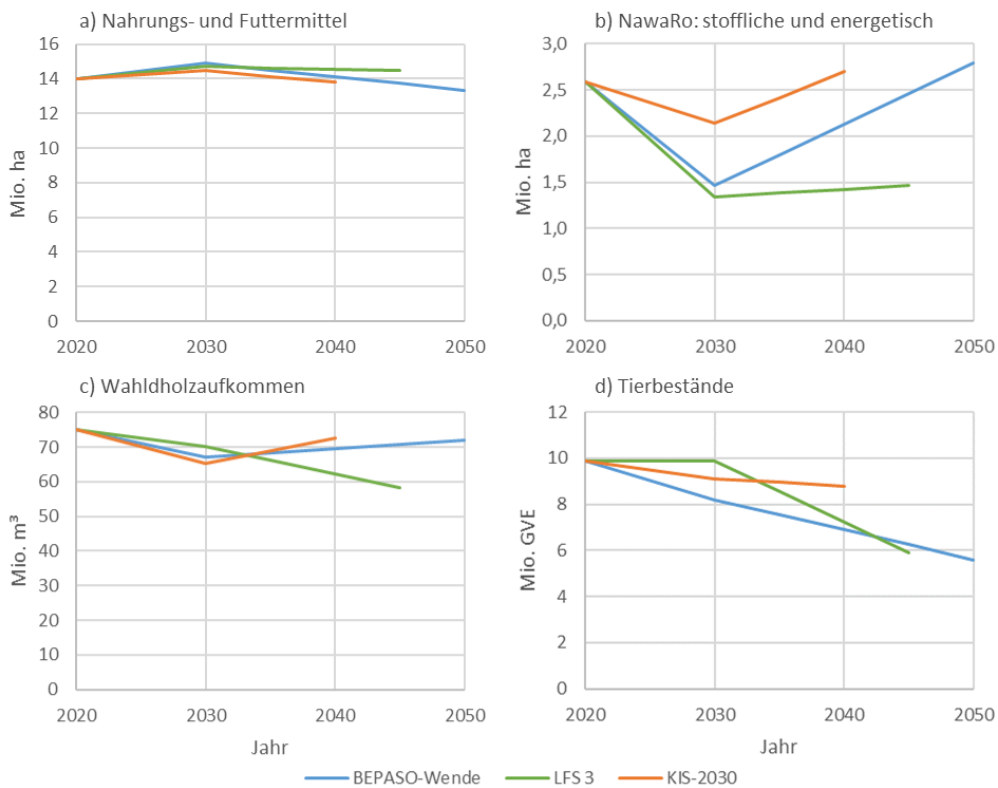 a) Nahrungs- und Futtermittel
16
14
12
10
8
6
4
2
0
Mio. ha
2020 2030 2040 2050
b) NawaRo: stoffliche und energetisch
3,0
2,5
2,0
1,5
1,0
0,5
0,0
Mio. ha
2020 2030 2040 2050
c) Wahldholzaufkommen
80
70
60
50
40
30
20
10
0
Mio. m³
2020 2030 2040 2050
Jahr
d) Tierbestände
12
10
8
6
4
2
0
Mio. GVE
2020 2030 2040 2050
Jahr
BEPASO-Wende LFS 3 KIS-2030